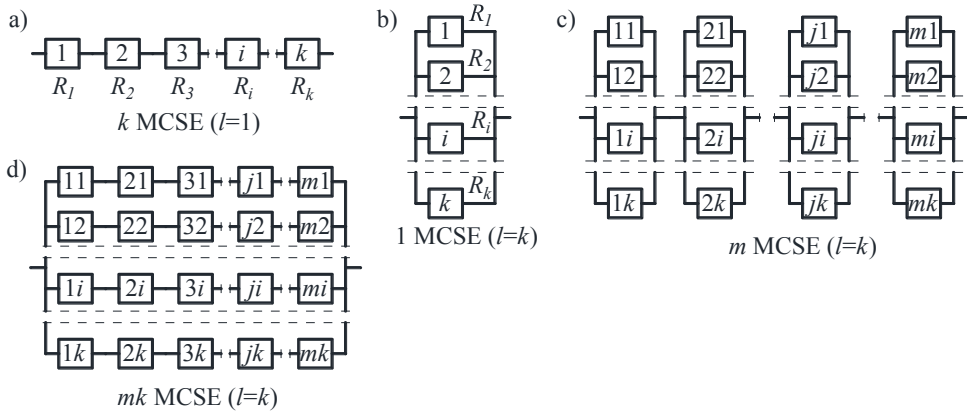 a)
1 2 3 i k
R1 R2 R3 Ri Rk
k MCSE (l=1)
b)
1 R1
2 R2
i Ri
k Rk
1 MCSE (l=k)
c)
11 21 j1 m1
12 22 j2 m2
1i 2i ji mi
1k 2k jk mk
m MCSE (l=k)
d)
11 21 31 j1 m1
12 22 32 j2 m2
1i 2i 3i ji mi
1k 2k 3k jk mk
mk MCSE (l=k)